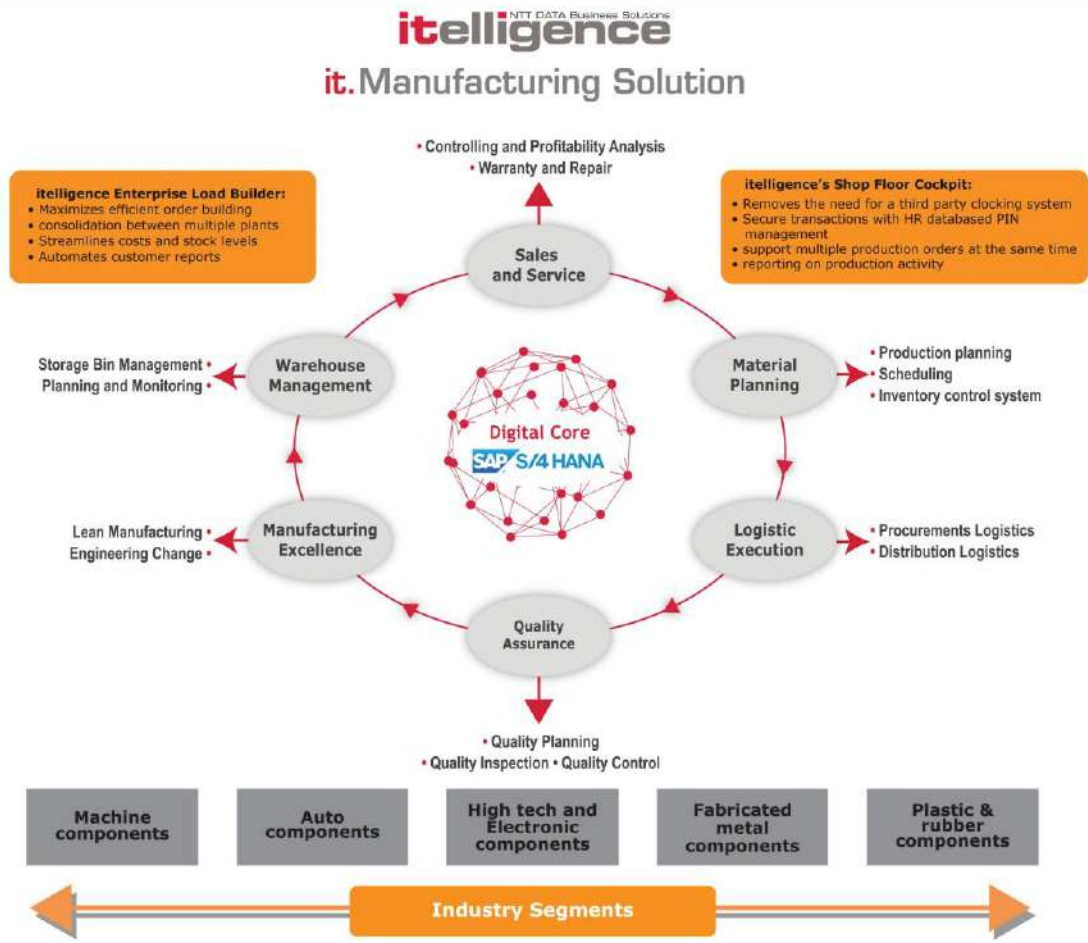 NTT DATA Business Solutions
itelligence
it.Manufacturing Solution
• Controlling and Profitability Analysis
• Warranty and Repair
itelligence Enterprise Load Builder:
• Maximizes efficient order building
• consolidation between multiple plants
• Streamlines costs and stock levels
• Automates customer reports
itelligence's Shop Floor Cockpit:
• Removes the need for a third party clocking system
• Secure transactions with HR databased PIN
management
• support multiple production orders at the same time
• reporting on production activity
Sales
and Service
Storage Bin Management •
Planning and Monitoring •
Warehouse
Management
Material
Planning
• Production planning
• Scheduling
• Inventory control system
Digital Core
SAP S/4 HANA
Lean Manufacturing •
Engineering Change •
Manufacturing
Excellence
Logistic
Execution
• Procurements Logistics
• Distribution Logistics
Quality
Assurance
• Quality Planning
• Quality Inspection • Quality Control
Machine
components
Auto
components
High tech and
Electronic
components
Fabricated
metal
components
Plastic &
rubber
components
Industry Segments